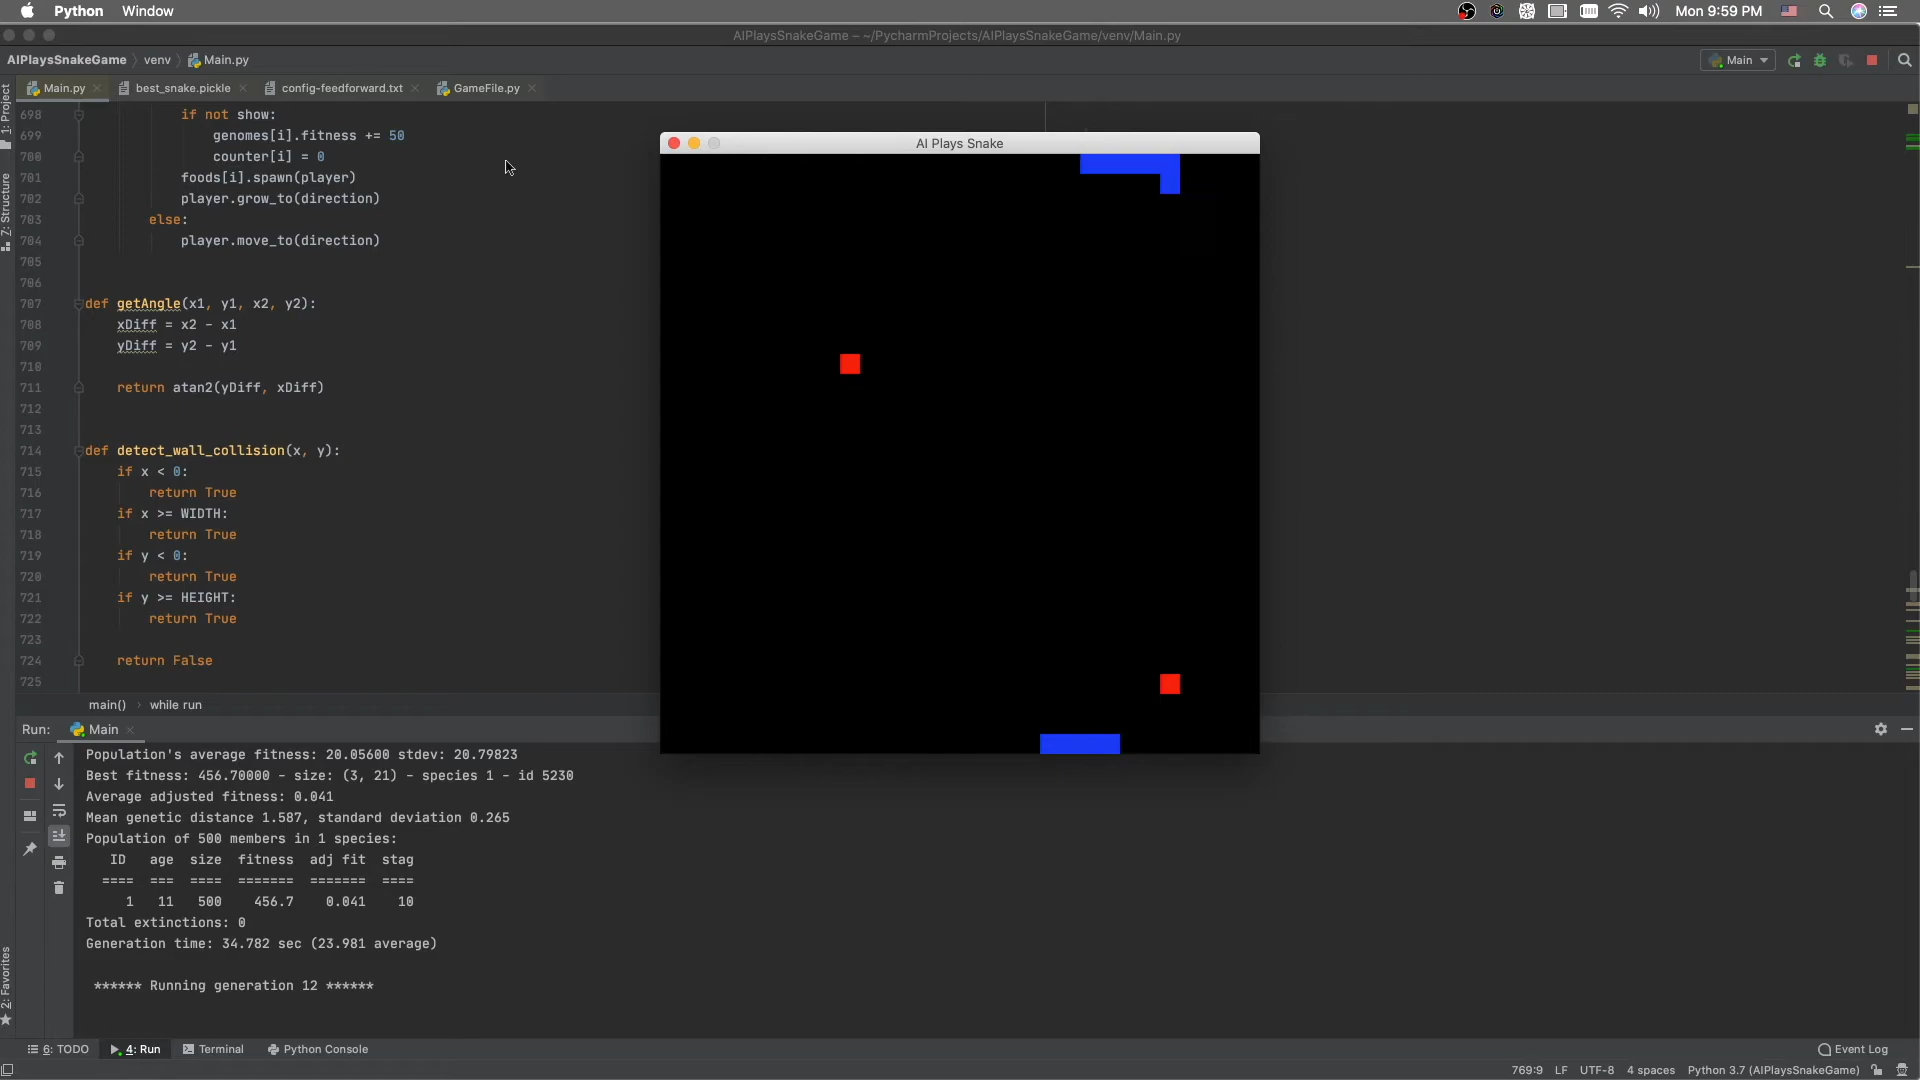 Python Window Mon 9:59 PM
AIPlaysSnakeGame – ~/PycharmProjects/AIPlaysSnakeGame/venv/Main.py
AIPlaysSnakeGame venv Main.py Main
Main.py best_snake.pickle config-feedforward.txt GameFile.py
1: Project
7: Structure
2: Favorites
698 if not show:
699 genomes[i].fitness += 50
700 counter[i] = 0
701 foods[i].spawn(player)
702 player.grow_to(direction)
703 else:
704 player.move_to(direction)
705
706
707 def getAngle(x1, y1, x2, y2):
708 xDiff = x2 - x1
709 yDiff = y2 - y1
710
711 return atan2(yDiff, xDiff)
712
713
714 def detect_wall_collision(x, y):
715 if x < 0:
716 return True
717 if x >= WIDTH:
718 return True
719 if y < 0:
720 return True
721 if y >= HEIGHT:
722 return True
723
724 return False
725
main() while run
AI Plays Snake
Run: Main
Population's average fitness: 20.05600 stdev: 20.79823
Best fitness: 456.70000 - size: (3, 21) - species 1 - id 5230
Average adjusted fitness: 0.041
Mean genetic distance 1.587, standard deviation 0.265
Population of 500 members in 1 species:
ID age size fitness adj fit stag
==== === ==== ======= ======= ====
1 11 500 456.7 0.041 10
Total extinctions: 0
Generation time: 34.782 sec (23.981 average)
****** Running generation 12 ******
6: TODO 4: Run Terminal Python Console Event Log
769:9 LF UTF-8 4 spaces Python 3.7 (AIPlaysSnakeGame)